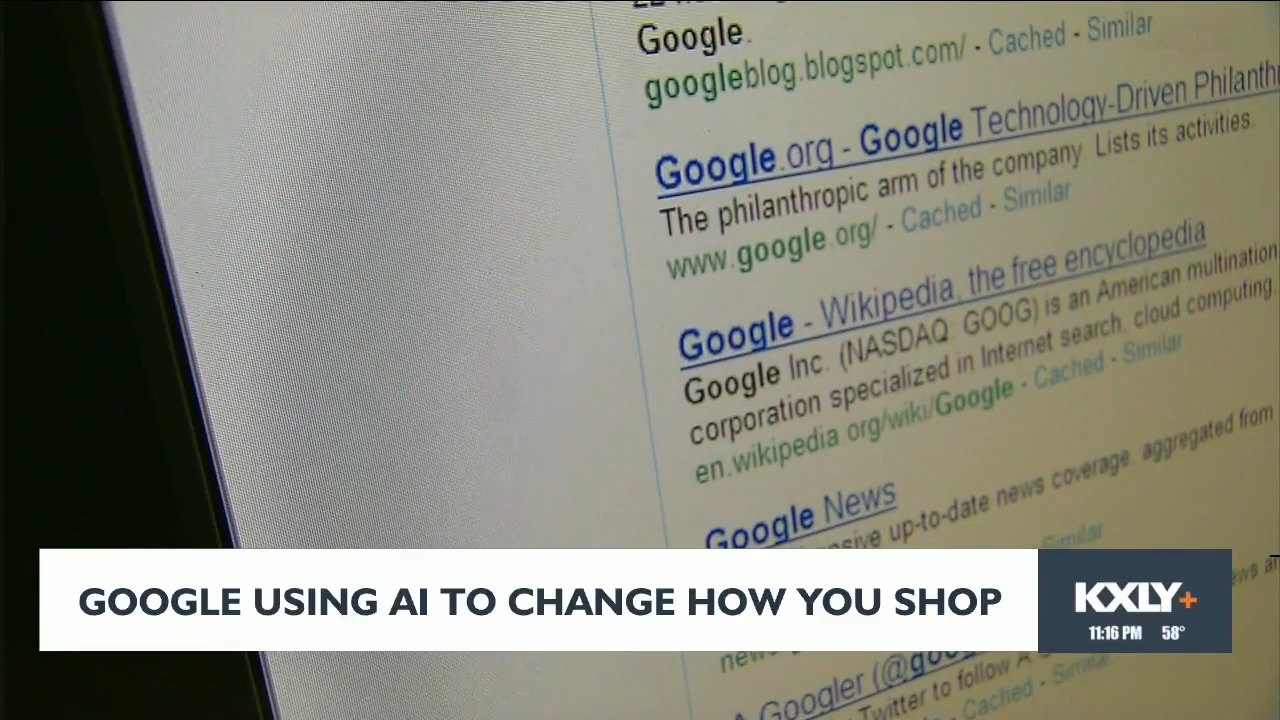 Google.
googleblog.blogspot.com/ - Cached - Similar
Google.org - Google Technology-Driven
The philanthropic arm of the company. Lists its activities.
www.google.org/ - Cached - Similar
Google - Wikipedia, the free encyclopedia
Google Inc. (NASDAQ: GOOG) is an American
corporation specialized in Internet search, cloud computing,
en.wikipedia.org/wiki/Google - Cached - Similar
Google News
up-to-date news coverage, aggregated from
Similar
GOOGLE USING AI TO CHANGE HOW YOU SHOP
KXLY+
11:16 PM 58°
A Googler (@goo
Twitter to follow A
Cached - Similar